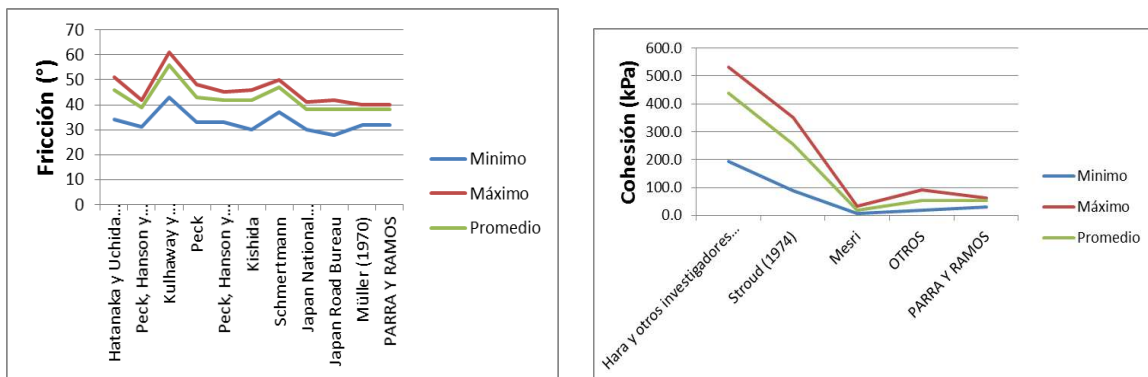 Fricción (°)
70
60
50
40
30
20
10
0
Hatanaka y Uchida...
Peck, Hanson y ...
Kulhaway y ...
Peck
Peck, Hanson y ...
Kishida
Schmertmann
Japan National...
Japan Road Bureau
Müller (1970)
PARRA Y RAMOS
Minimo
Máximo
Promedio
Cohesión (kPa)
600.0
500.0
400.0
300.0
200.0
100.0
0.0
Hara y otros investigadores...
Stroud (1974)
Mesri
OTROS
PARRA Y RAMOS
Minimo
Máximo
Promedio